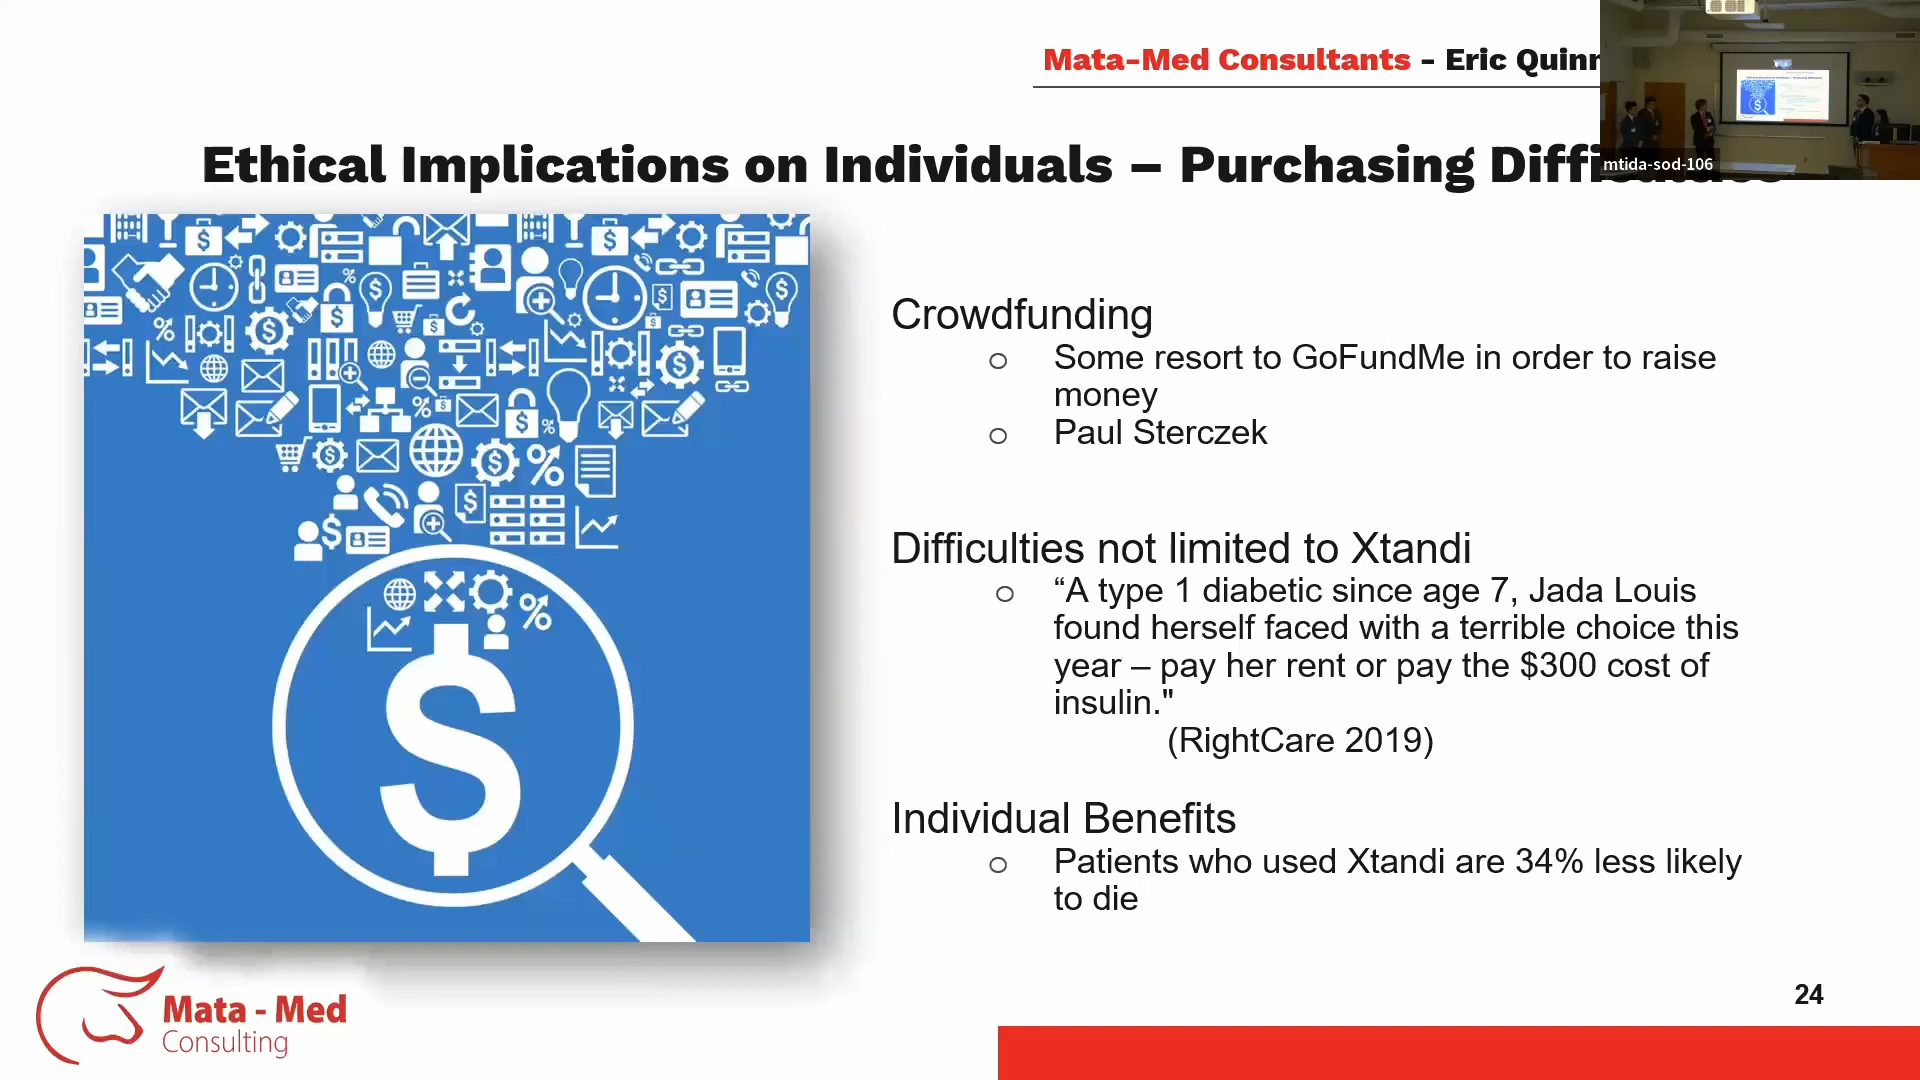 Mata-Med Consultants - Eric Quinn
mtida-sod-106
Ethical Implications on Individuals – Purchasing
Crowdfunding
Some resort to GoFundMe in order to raise
money
Paul Sterczek
Difficulties not limited to Xtandi
“A type 1 diabetic since age 7, Jada Louis
found herself faced with a terrible choice this
year – pay her rent or pay the $300 cost of
insulin."
(RightCare 2019)
Individual Benefits
Patients who used Xtandi are 34% less likely
to die
Mata - Med
Consulting
24